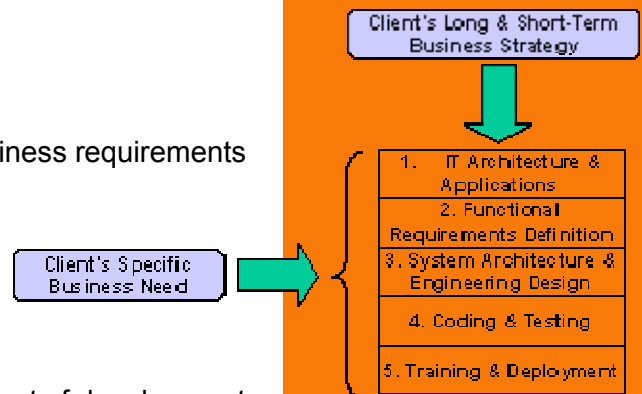 Client's Long & Short-Term
Business Strategy
iness requirements
1. IT Architecture &
Applications
2. Functional
Requirements Definition
Client's Specific
Business Need
3. System Architecture &
Engineering Design
4. Coding & Testing
5. Training & Deployment